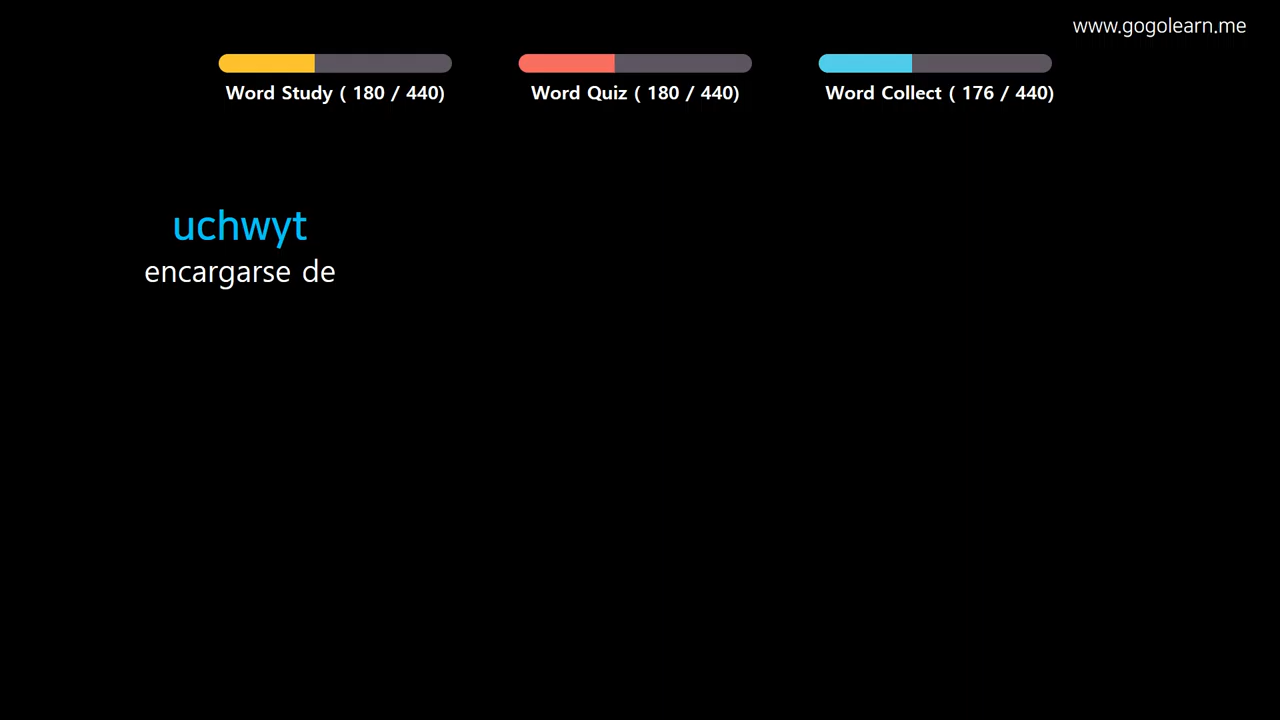 www.gogolearn.me
Word Study ( 180 / 440)
Word Quiz ( 180 / 440)
Word Collect ( 176 / 440)
uchwyt
encargarse de